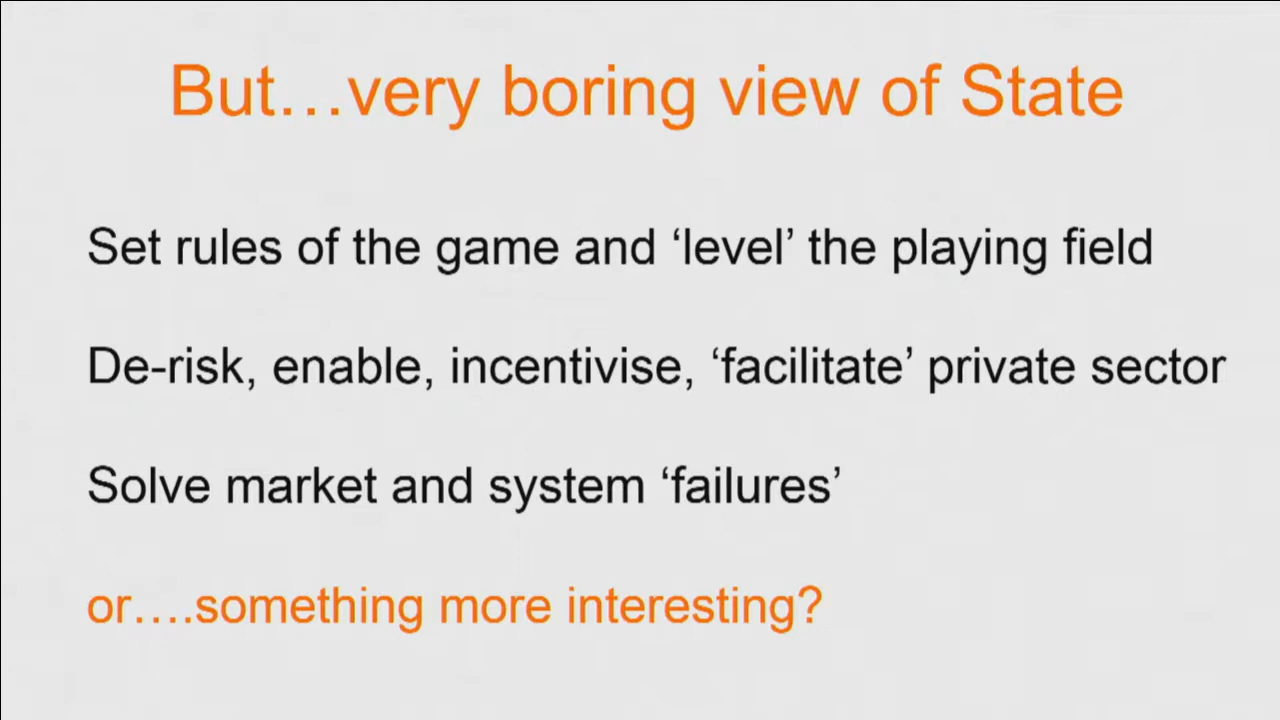 But…very boring view of State
Set rules of the game and ‘level’ the playing field
De-risk, enable, incentivise, ‘facilitate’ private sector
Solve market and system ‘failures’
or….something more interesting?